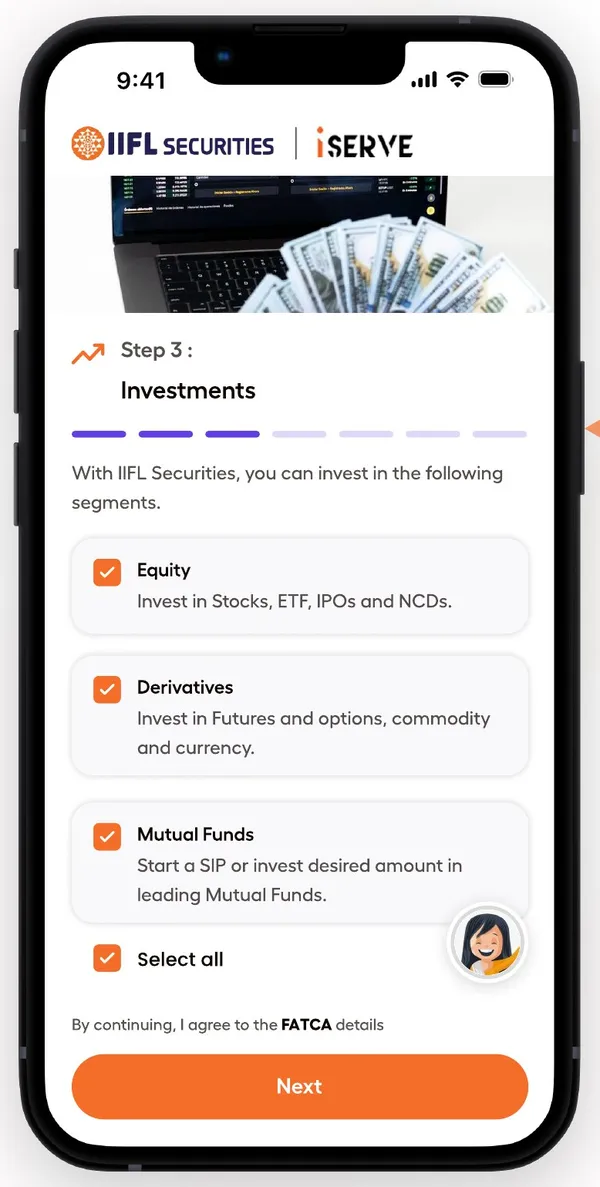 9:41
IIFL SECURITIES | iSERVE
Step 3 :
Investments
With IIFL Securities, you can invest in the following
segments.
Equity
Invest in Stocks, ETF, IPOs and NCDs.
Derivatives
Invest in Futures and options, commodity
and currency.
Mutual Funds
Start a SIP or invest desired amount in
leading Mutual Funds.
Select all
By continuing, I agree to the FATCA details
Next